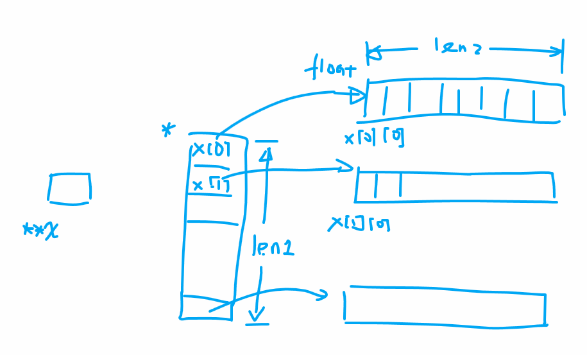 len2
float
*
x[0]
x[0][0]
x[1]
x[1][0]
**x
len1